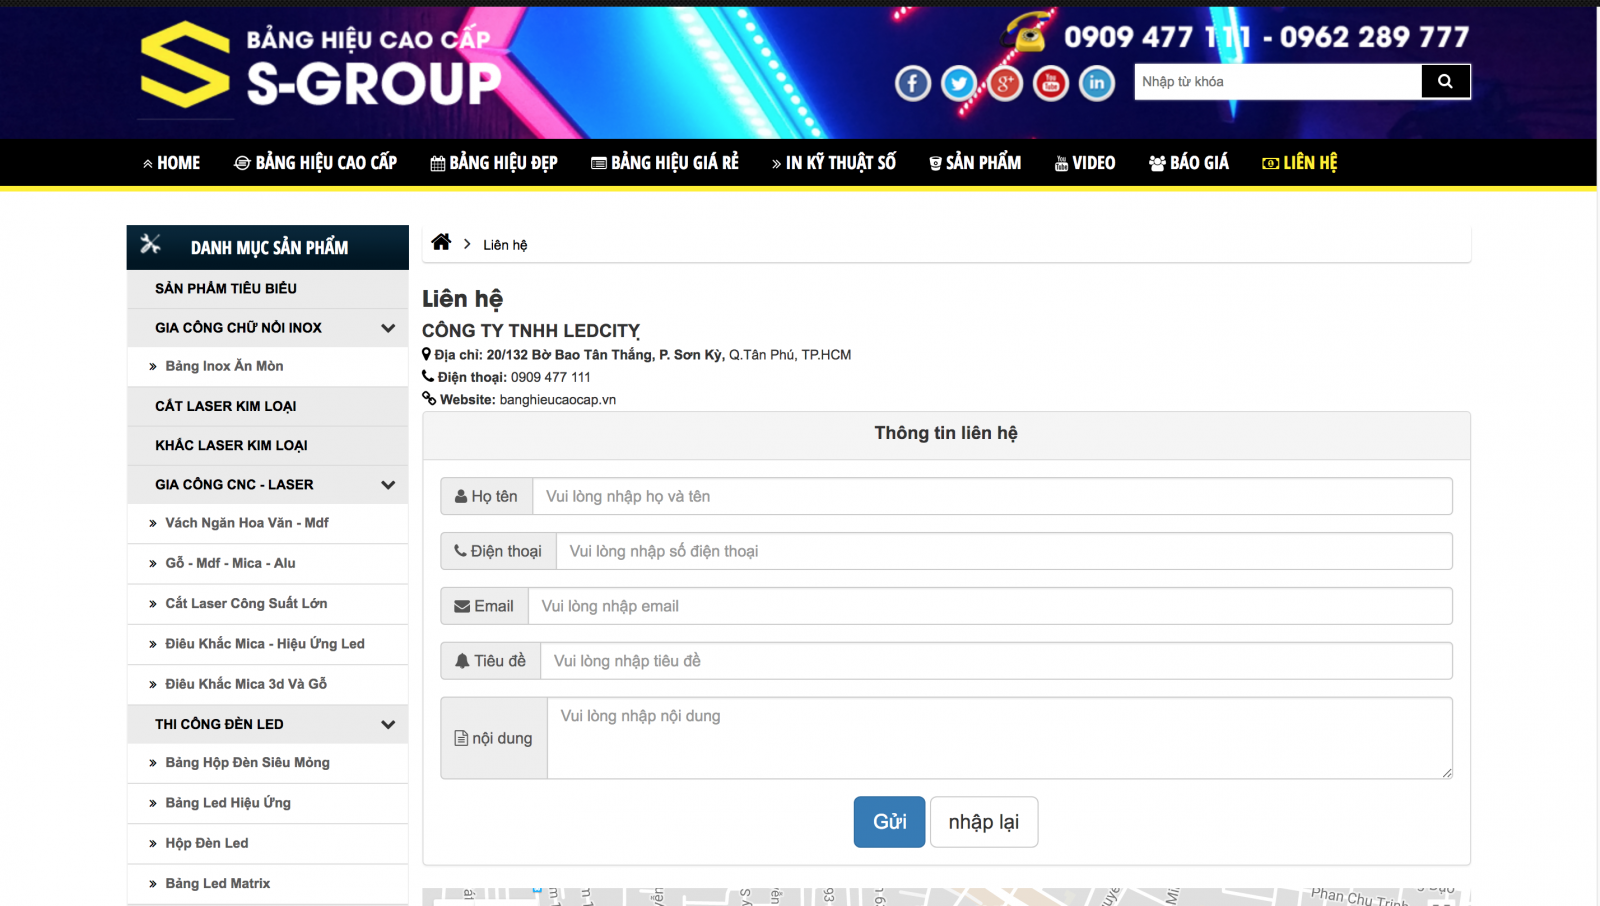 BẢNG HIỆU CAO CẤP
S-GROUP
0909 477 111 - 0962 289 777
Nhập từ khóa
HOME BẢNG HIỆU CAO CẤP BẢNG HIỆU ĐẸP BẢNG HIỆU GIÁ RẺ IN KỸ THUẬT SỐ SẢN PHẨM VIDEO BÁO GIÁ LIÊN HỆ
DANH MỤC SẢN PHẨM
SẢN PHẨM TIÊU BIỂU
GIA CÔNG CHỮ NỔI INOX
Bảng Inox Ăn Mòn
CẮT LASER KIM LOẠI
KHẮC LASER KIM LOẠI
GIA CÔNG CNC - LASER
Vách Ngăn Hoa Văn - Mdf
Gỗ - Mdf - Mica - Alu
Cắt Laser Công Suất Lớn
Điêu Khắc Mica - Hiệu Ứng Led
Điêu Khắc Mica 3d Và Gỗ
THI CÔNG ĐÈN LED
Bảng Hộp Đèn Siêu Mỏng
Bảng Led Hiệu Ứng
Hộp Đèn Led
Bảng Led Matrix
Liên hệ
Liên hệ
CÔNG TY TNHH LEDCITY
Địa chỉ: 20/132 Bờ Bao Tân Thắng, P. Sơn Kỳ, Q.Tân Phú, TP.HCM
Điện thoại: 0909 477 111
Website: banghieucaocap.vn
Thông tin liên hệ
Họ tên Vui lòng nhập họ và tên
Điện thoại Vui lòng nhập số điện thoại
Email Vui lòng nhập email
Tiêu đề Vui lòng nhập tiêu đề
nội dung Vui lòng nhập nội dung
Gửi nhập lại
Phan Chu Trinh